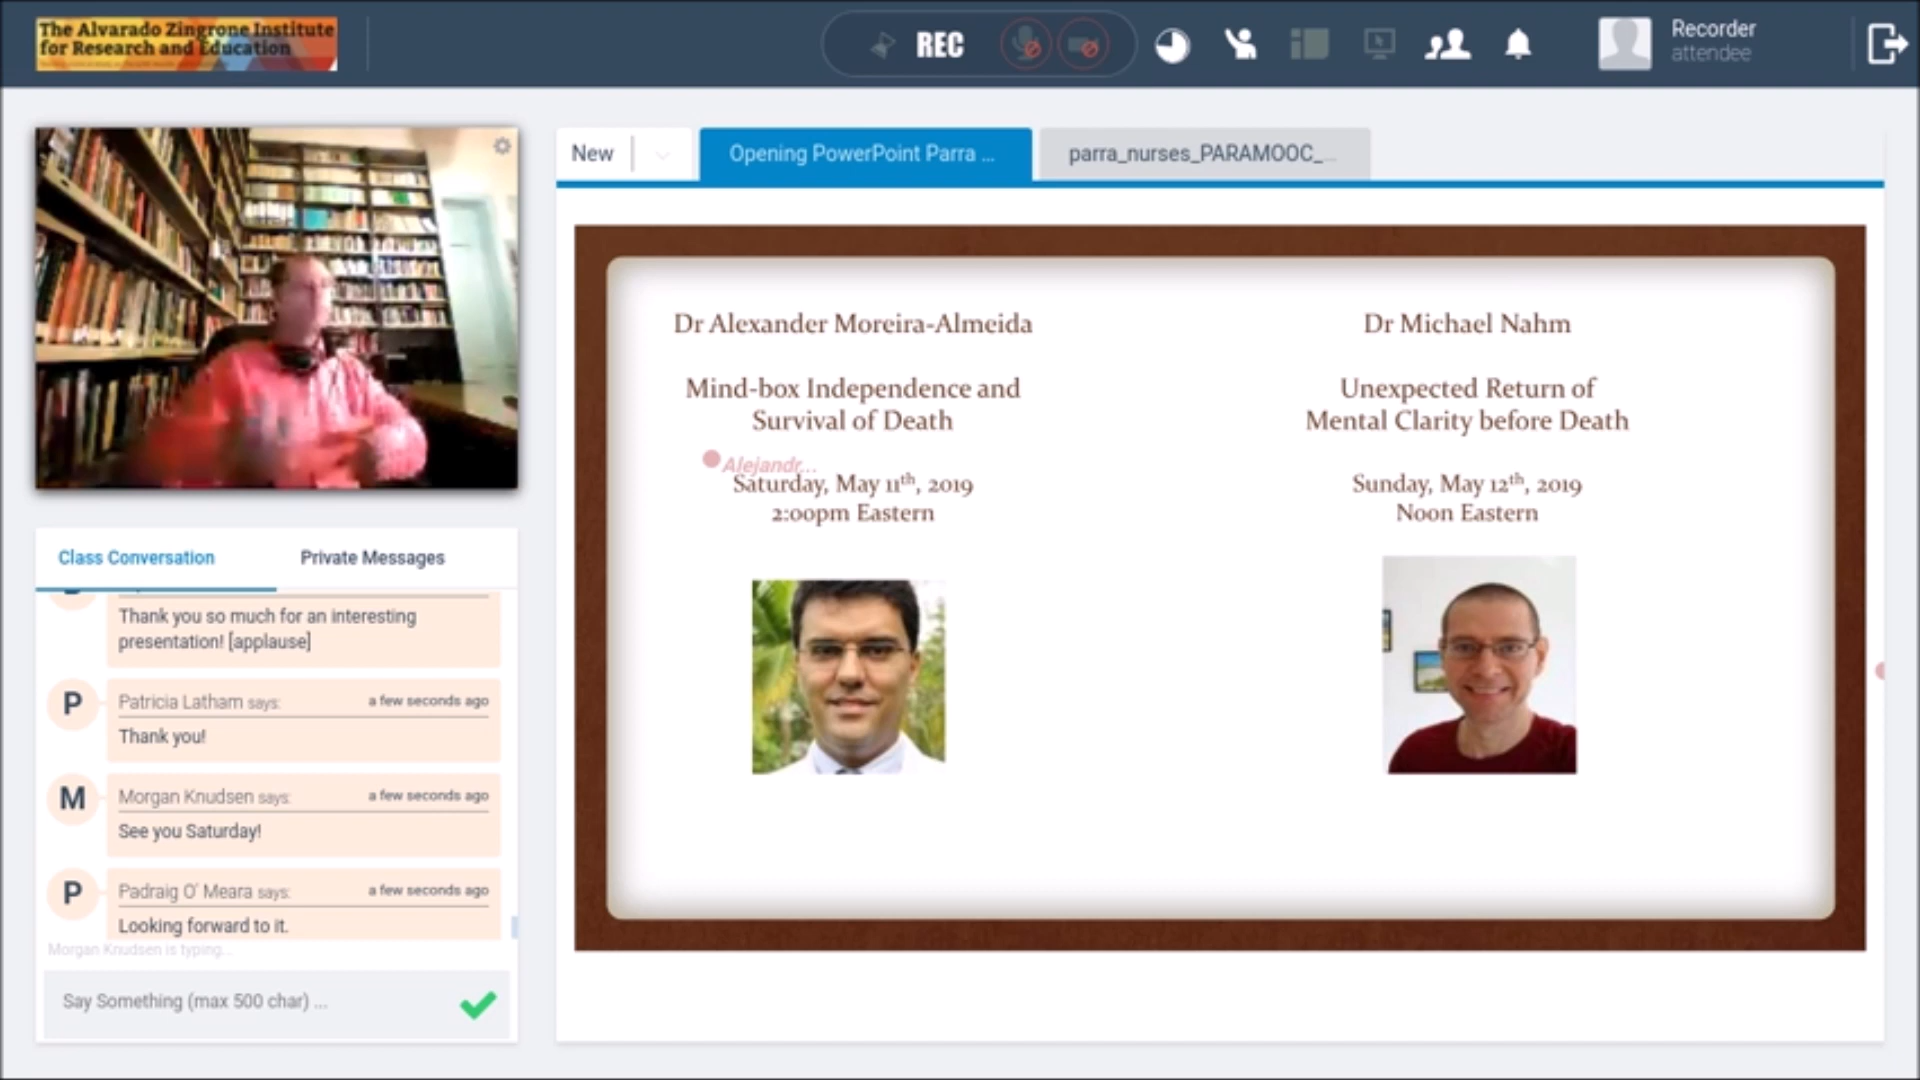 The Alvarado Zingrone Institute
for Research and Education
REC
Recorder
attendee
New
Opening PowerPoint Parra ...
parra_nurses_PARAMOOC_...
Dr Alexander Moreira-Almeida
Mind-box Independence and
Survival of Death
Alejandr...
Saturday, May 11th, 2019
2:00pm Eastern
Dr Michael Nahm
Unexpected Return of
Mental Clarity before Death
Sunday, May 12th, 2019
Noon Eastern
Class Conversation
Private Messages
Thank you so much for an interesting
presentation! [applause]
P
Patricia Latham says:
a few seconds ago
Thank you!
M
Morgan Knudsen says:
a few seconds ago
See you Saturday!
P
Padraig O' Meara says:
a few seconds ago
Looking forward to it.
Morgan Knudsen is typing...
Say Something (max 500 char) ...